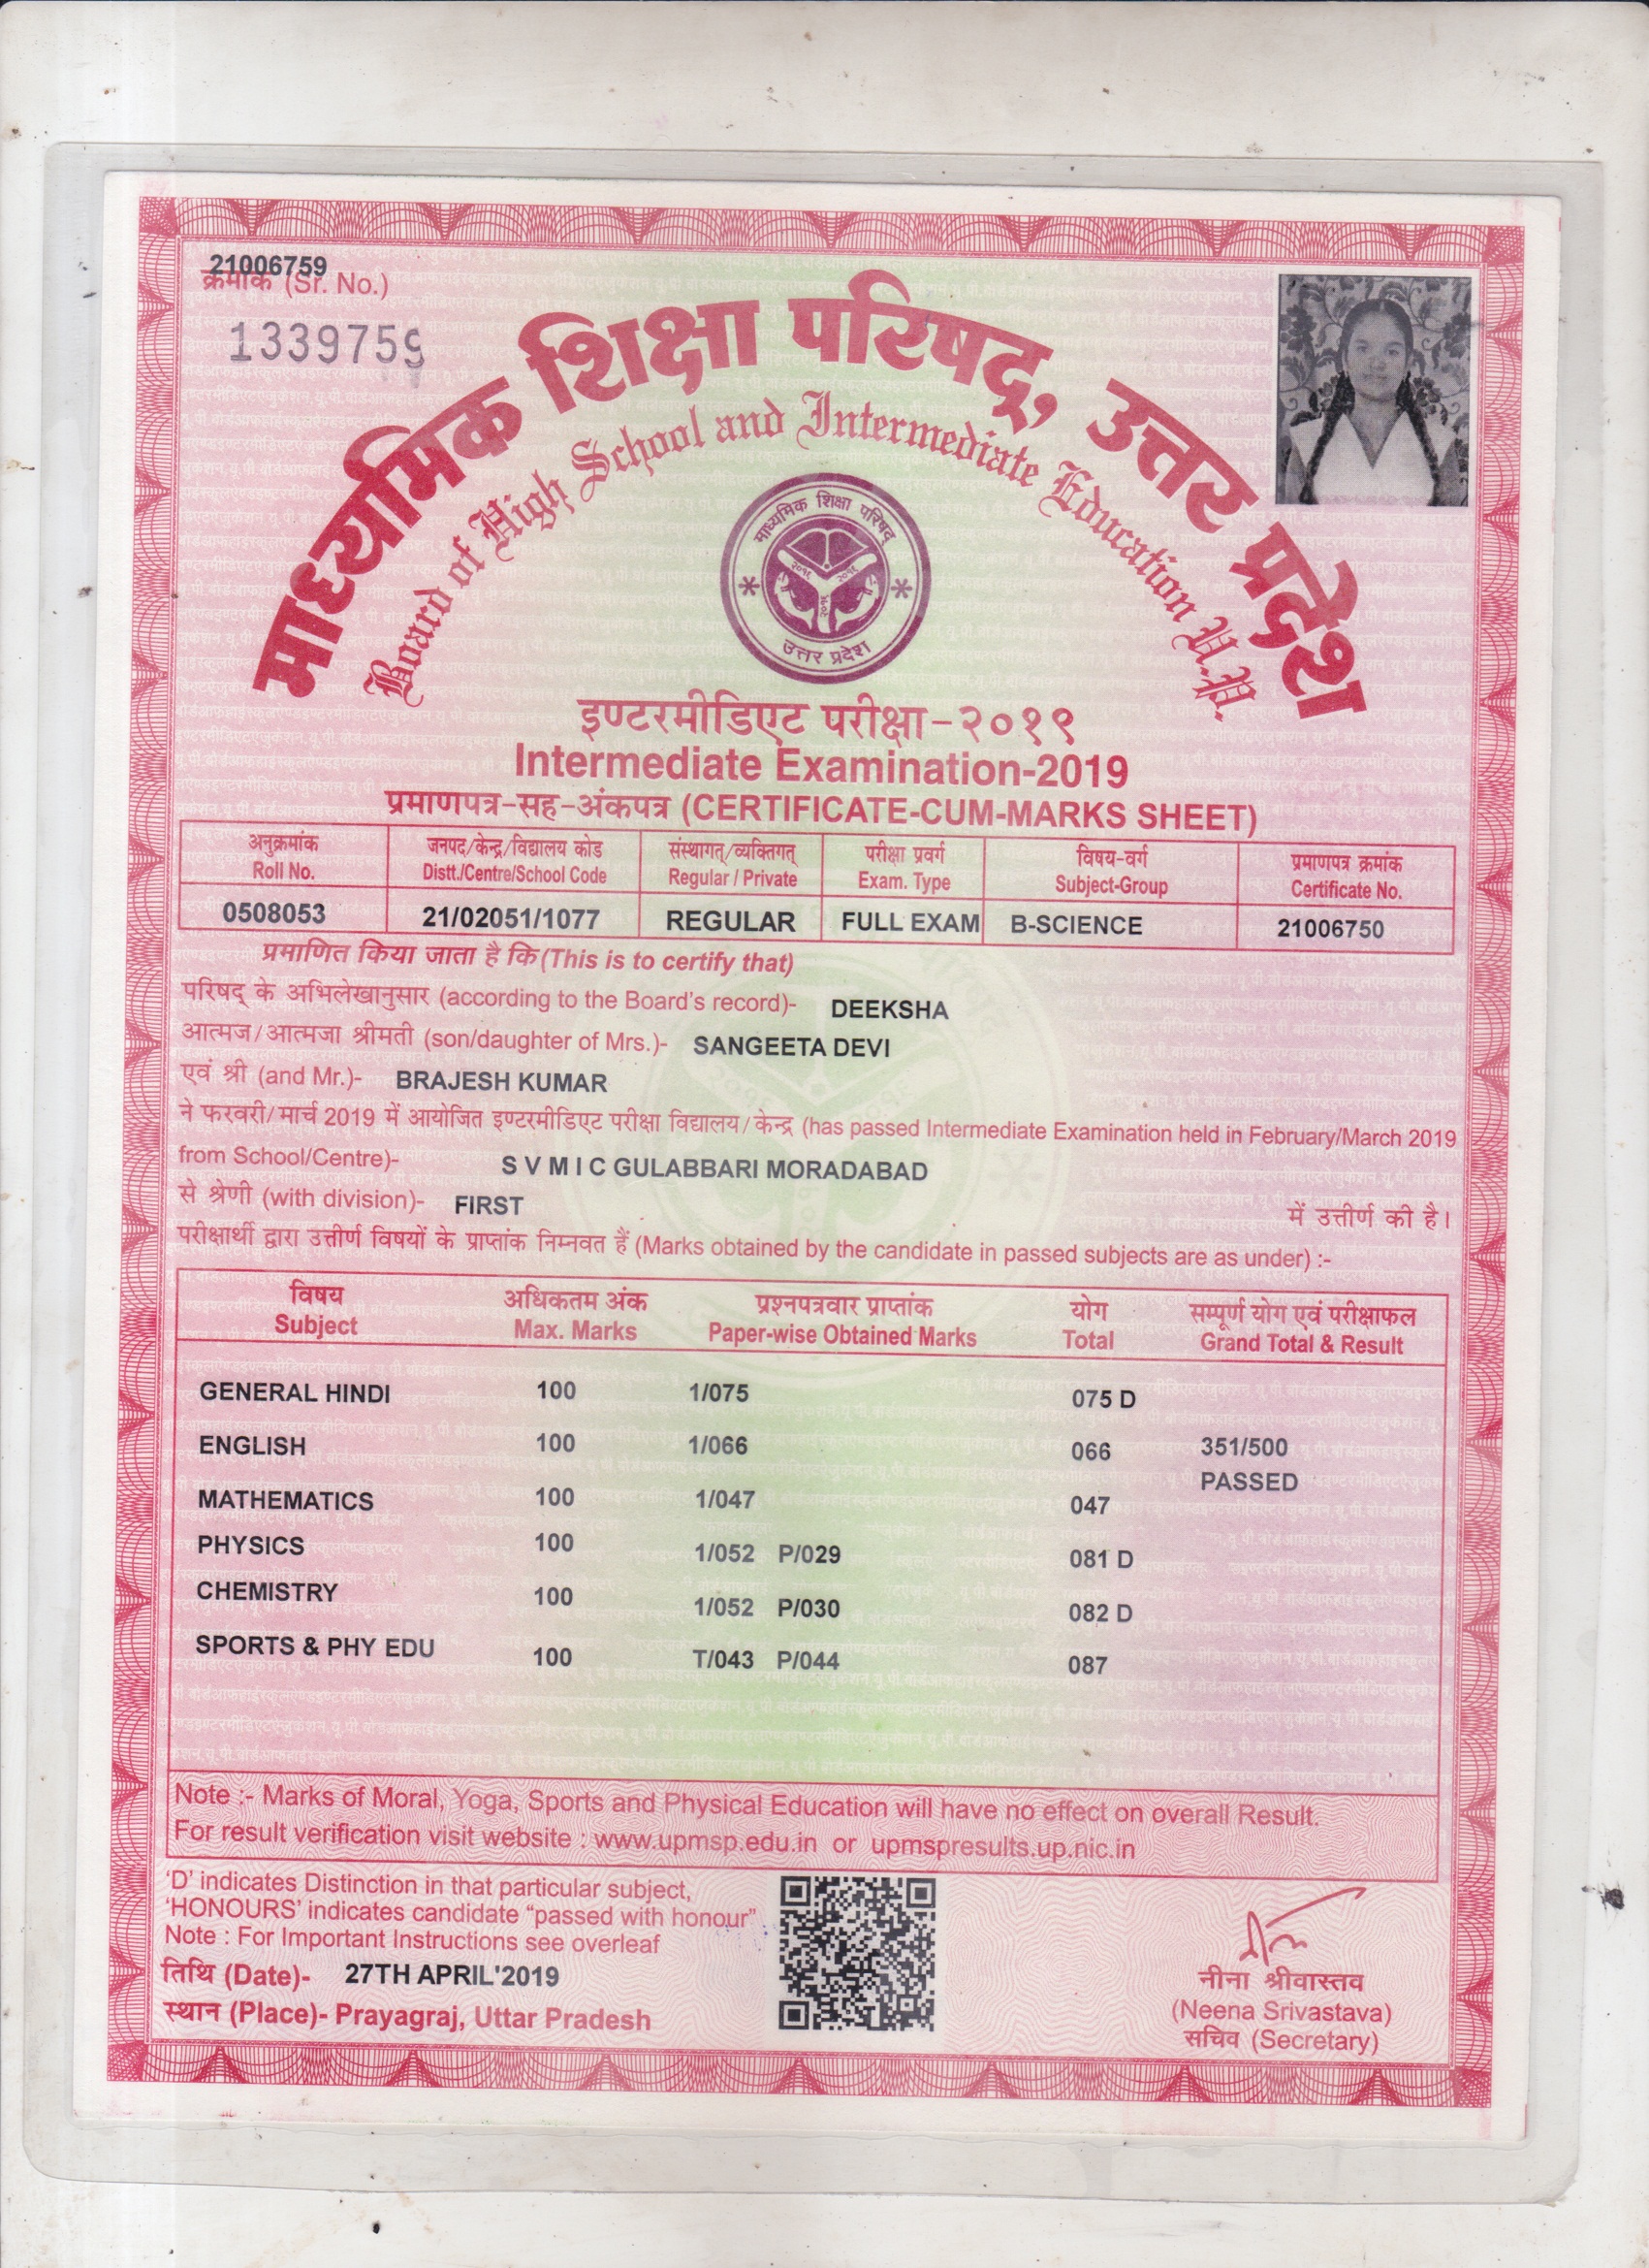 21006759
क्रमांक (Sr. No.)
1339759
माध्यमिक शिक्षा परिषद्, उत्तर प्रदेश
Board of High School and Intermediate Education U.P.
माध्यमिक शिक्षा परिषद्
उत्तर प्रदेश
इण्टरमीडिएट परीक्षा-२०१९
Intermediate Examination-2019
प्रमाणपत्र-सह-अंकपत्र (CERTIFICATE-CUM-MARKS SHEET)
अनुक्रमांक जनपद/केन्द्र/विद्यालय कोड संस्थागत/व्यक्तिगत् परीक्षा प्रवर्ग विषय-वर्ग प्रमाणपत्र क्रमांक
Roll No. Distt./Centre/School Code Regular / Private Exam. Type Subject-Group Certificate No.
0508053 21/02051/1077 REGULAR FULL EXAM B-SCIENCE 21006750
प्रमाणित किया जाता है कि (This is to certify that)
परिषद् के अभिलेखानुसार (according to the Board's record)- DEEKSHA
आत्मज/आत्मजा श्रीमती (son/daughter of Mrs.)- SANGEETA DEVI
एवं श्री (and Mr.)- BRAJESH KUMAR
ने फरवरी/मार्च 2019 में आयोजित इण्टरमीडिएट परीक्षा विद्यालय/केन्द्र (has passed Intermediate Examination held in February/March 2019
from School/Centre)- S V M I C GULABBARI MORADABAD
से श्रेणी (with division)- FIRST में उत्तीर्ण की है।
परीक्षार्थी द्वारा उत्तीर्ण विषयों के प्राप्तांक निम्नवत हैं (Marks obtained by the candidate in passed subjects are as under) :-
विषय अधिकतम अंक प्रश्नपत्रवार प्राप्तांक योग सम्पूर्ण योग एवं परीक्षाफल
Subject Max. Marks Paper-wise Obtained Marks Total Grand Total & Result
GENERAL HINDI 100 1/075 075 D
ENGLISH 100 1/066 066 351/500
PASSED
MATHEMATICS 100 1/047 047
PHYSICS 100 1/052 P/029 081 D
CHEMISTRY 100 1/052 P/030 082 D
SPORTS & PHY EDU 100 T/043 P/044 087
Note :- Marks of Moral, Yoga, Sports and Physical Education will have no effect on overall Result.
For result verification visit website : www.upmsp.edu.in or upmspresults.up.nic.in
'D' indicates Distinction in that particular subject,
'HONOURS' indicates candidate "passed with honour"
Note : For Important Instructions see overleaf
तिथि (Date)- 27TH APRIL'2019
स्थान (Place)- Prayagraj, Uttar Pradesh
नीना श्रीवास्तव
(Neena Srivastava)
सचिव (Secretary)